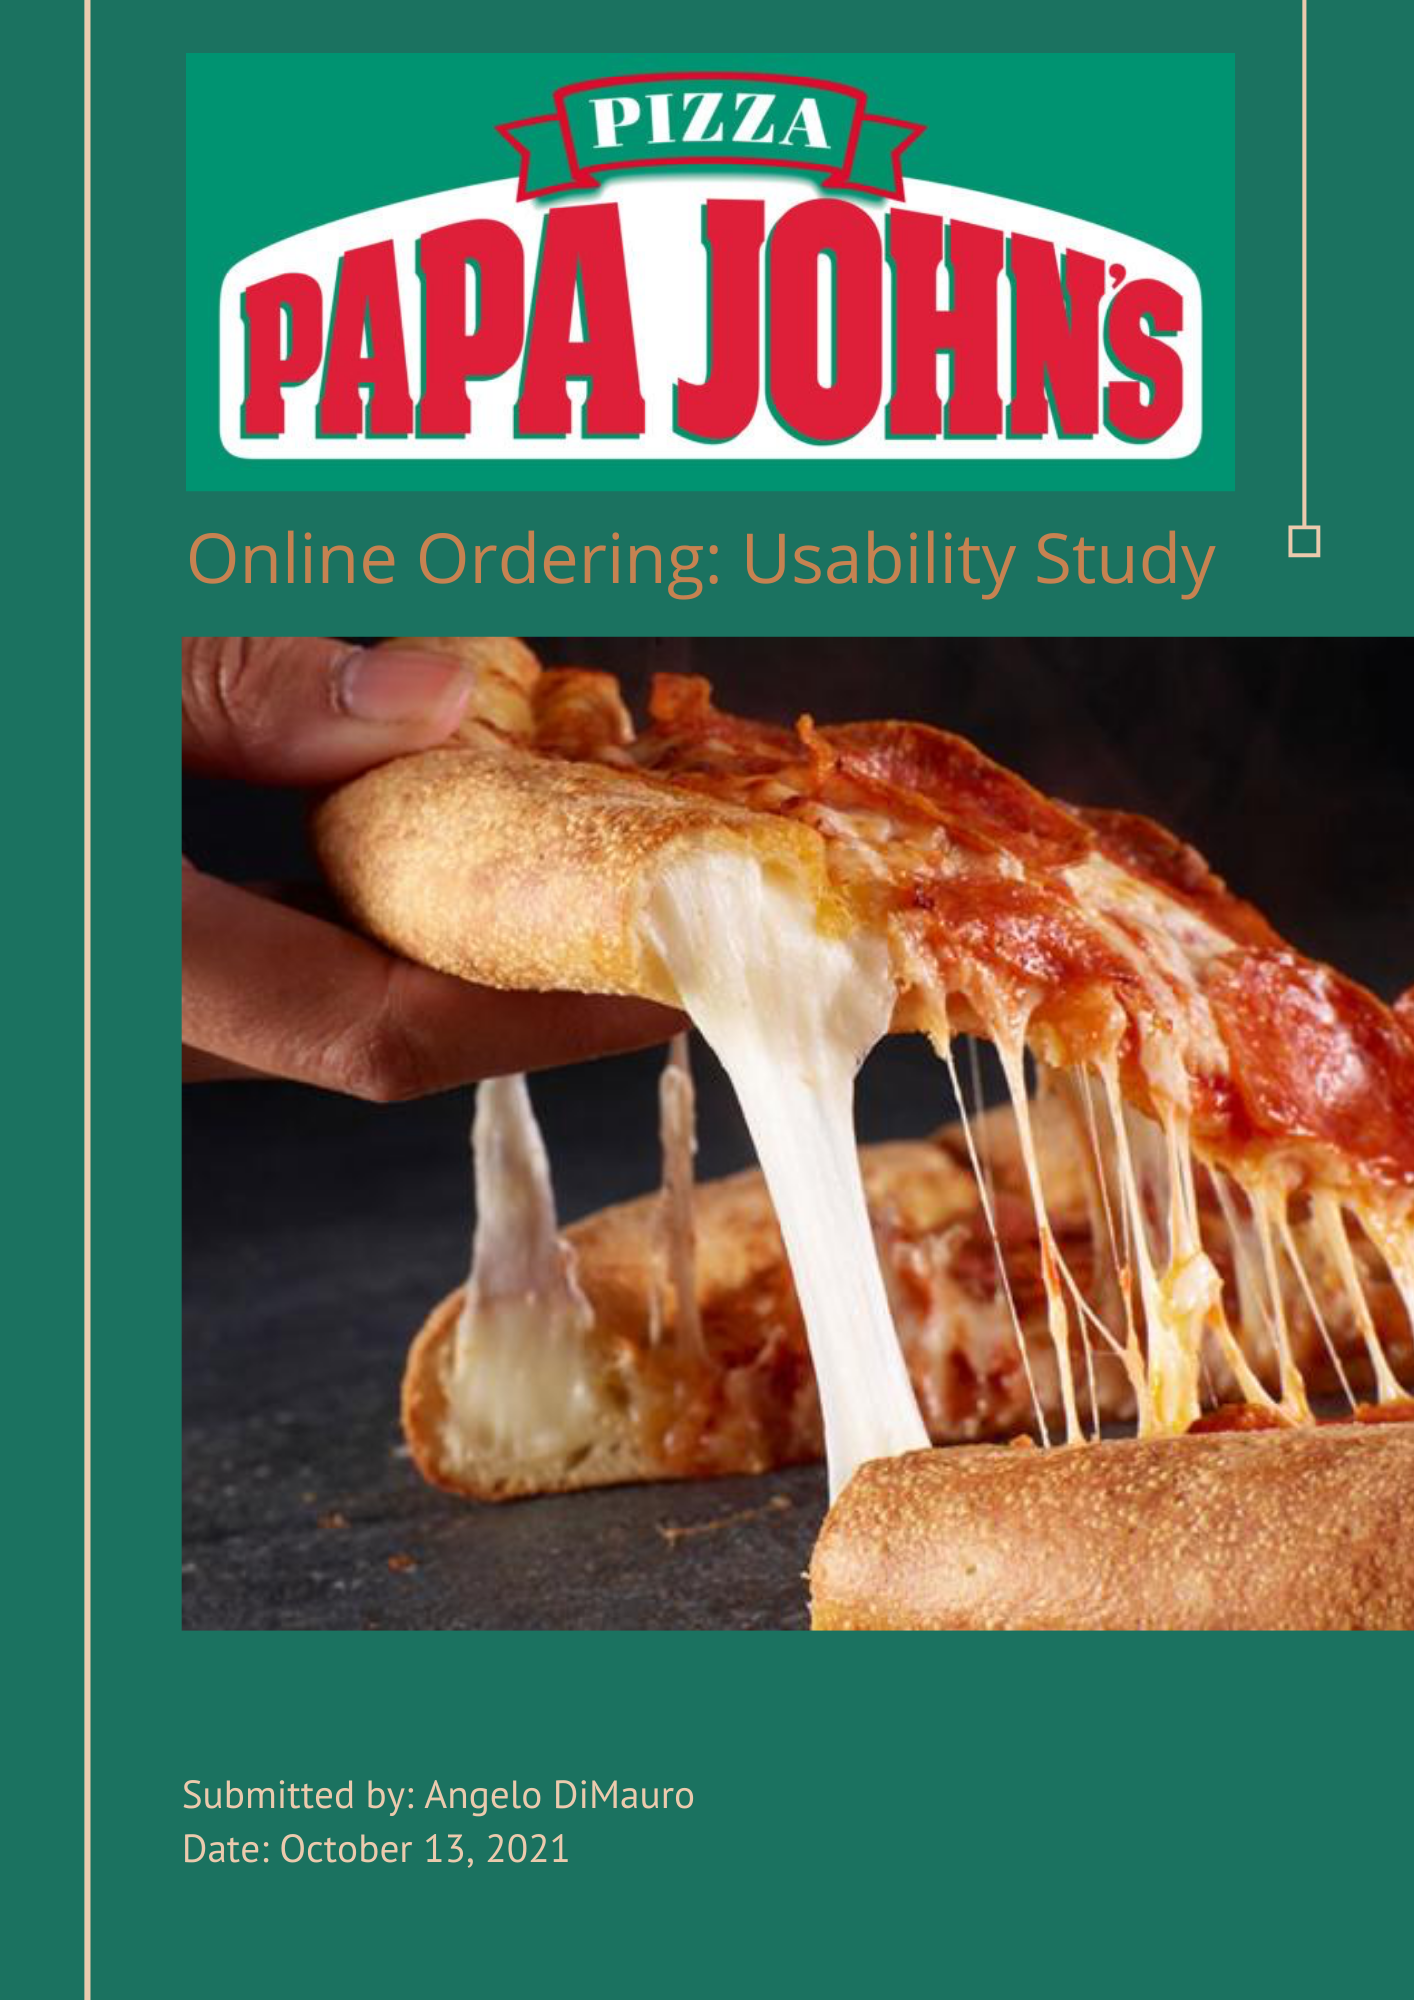 PIZZA
PAPA JOHN'S
Online Ordering: Usability Study
Submitted by: Angelo DiMauro
Date: October 13, 2021